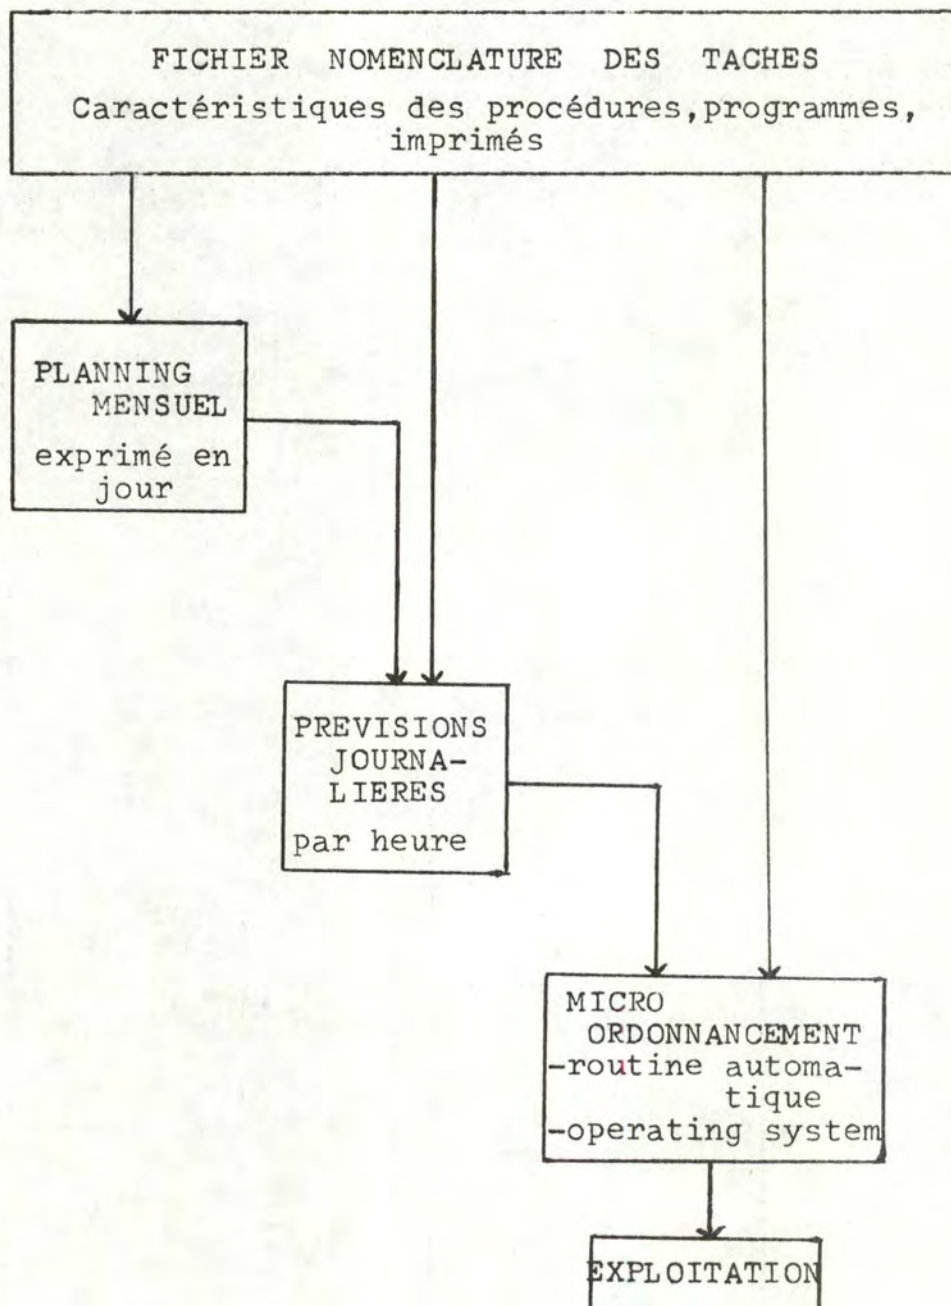 FICHIER NOMENCLATURE DES TACHES
Caractéristiques des procédures,programmes,
imprimés
PLANNING
MENSUEL
exprimé en
jour
PREVISIONS
JOURNA-
LIERES
par heure
MICRO
ORDONNANCEMENT
-routine automa-
tique
-operating system
EXPLOITATION